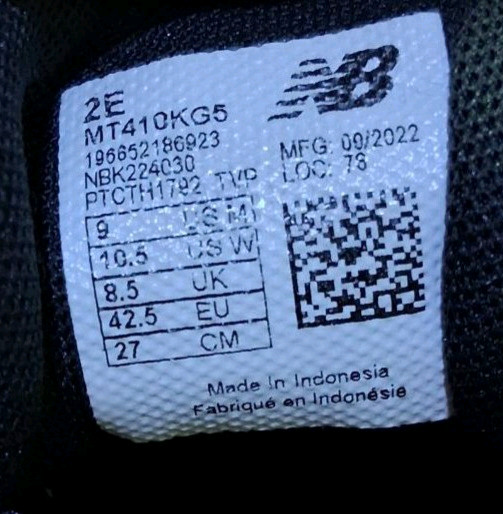 2E
NB
MT410KG5
196652186923
NBK224030
PTCTH1792 TVP
MFG: 09/2022
LOC: 78
9 US M
10.5 US W
8.5 UK
42.5 EU
27 CM
Made in Indonesia
Fabriqué en Indonésie